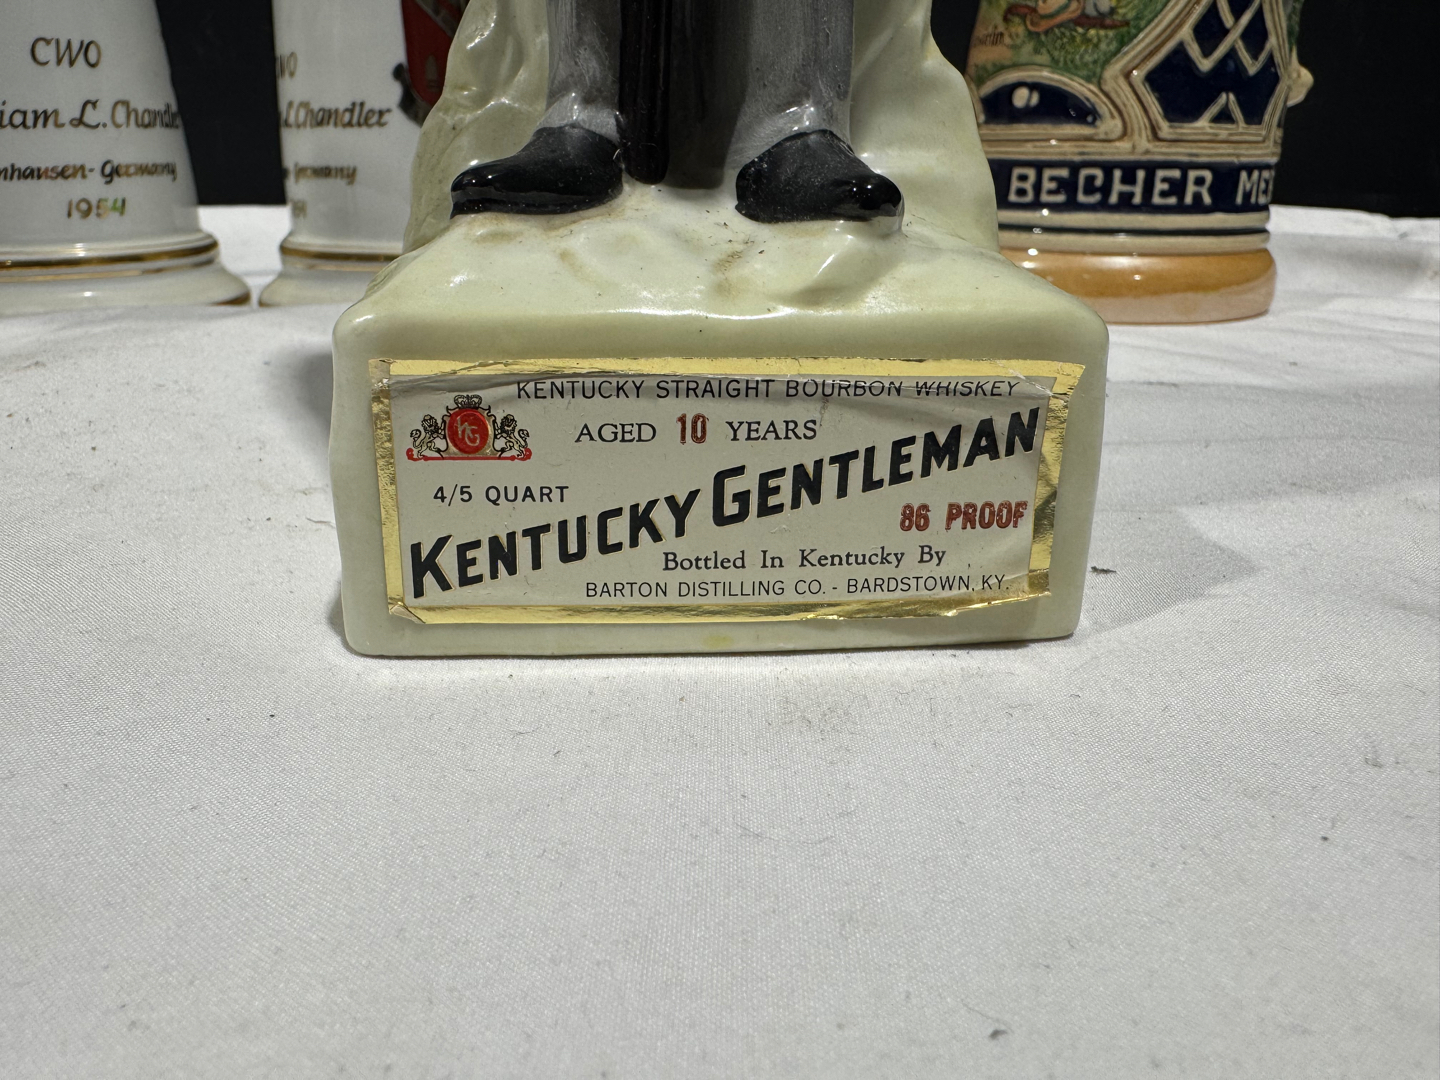 CWO
iam L. Chandler
nhausen - Germany
1954
L. Chandler
Germany
BECHER
KENTUCKY STRAIGHT BOURBON WHISKEY
KG
AGED 10 YEARS
4/5 QUART
KENTUCKY GENTLEMAN
86 PROOF
Bottled In Kentucky By
BARTON DISTILLING CO. - BARDSTOWN, KY.